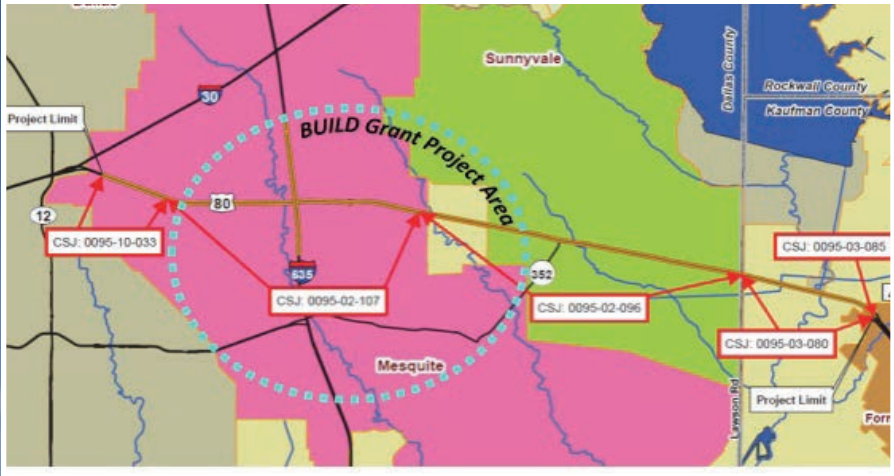 Sunnyvale
Dallas County
Rockwall County
Kaufman County
30
Project Limit
BUILD Grant Project Area
80
12
CSJ: 0095-10-033
CSJ: 0095-03-085
635
352
CSJ: 0095-02-107
CSJ: 0095-02-096
CSJ: 0095-03-080
Mesquite
Project Limit
Lawson Rd